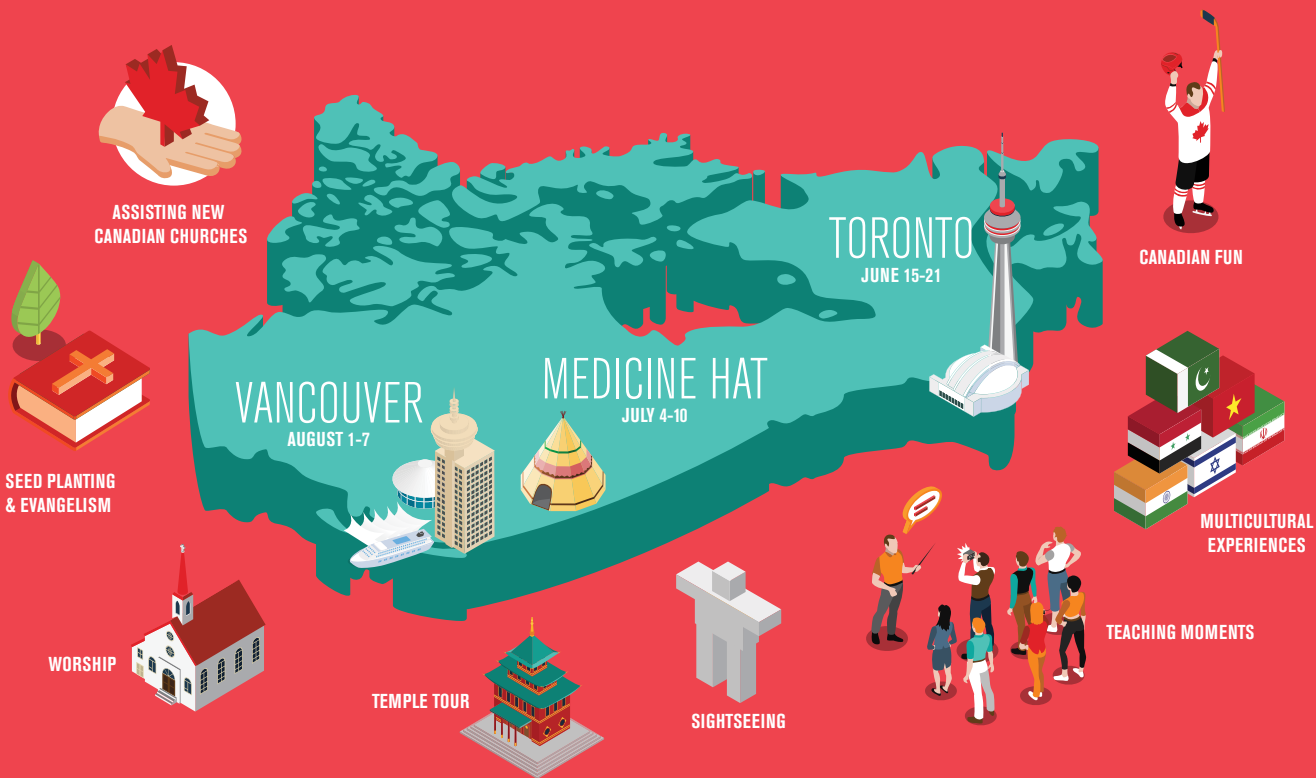 ASSISTING NEW
CANADIAN CHURCHES
TORONTO
JUNE 15-21
CANADIAN FUN
VANCOUVER
AUGUST 1-7
MEDICINE HAT
JULY 4-10
SEED PLANTING
& EVANGELISM
MULTICULTURAL
EXPERIENCES
WORSHIP
TEMPLE TOUR
SIGHTSEEING
TEACHING MOMENTS